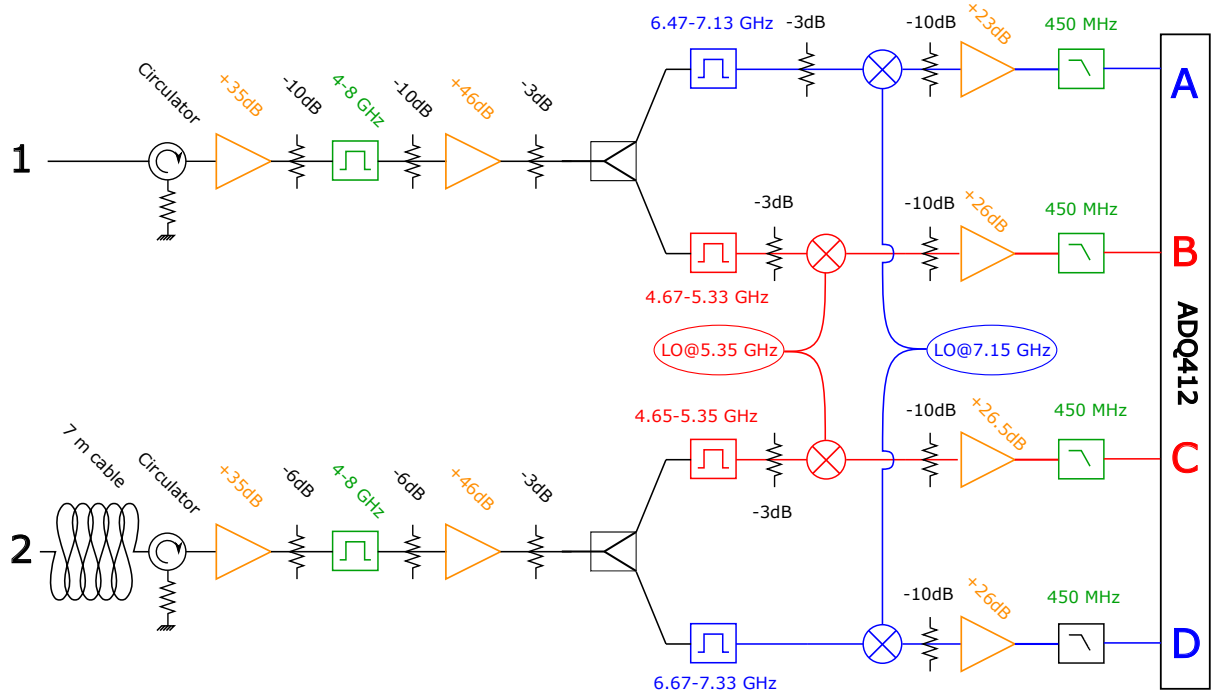 6.47-7.13 GHz
-3dB
-10dB
+23dB
450 MHz
A
Circulator
+35dB
-10dB
4-8 GHz
-10dB
+46dB
-3dB
1
-3dB
-10dB
+26dB
450 MHz
B
4.67-5.33 GHz
LO@5.35 GHz
LO@7.15 GHz
ADQ412
4.65-5.35 GHz
-10dB
+26.5dB
450 MHz
C
-3dB
7 m cable
Circulator
+35dB
-6dB
4-8 GHz
-6dB
+46dB
-3dB
2
-10dB
+26dB
450 MHz
D
6.67-7.33 GHz